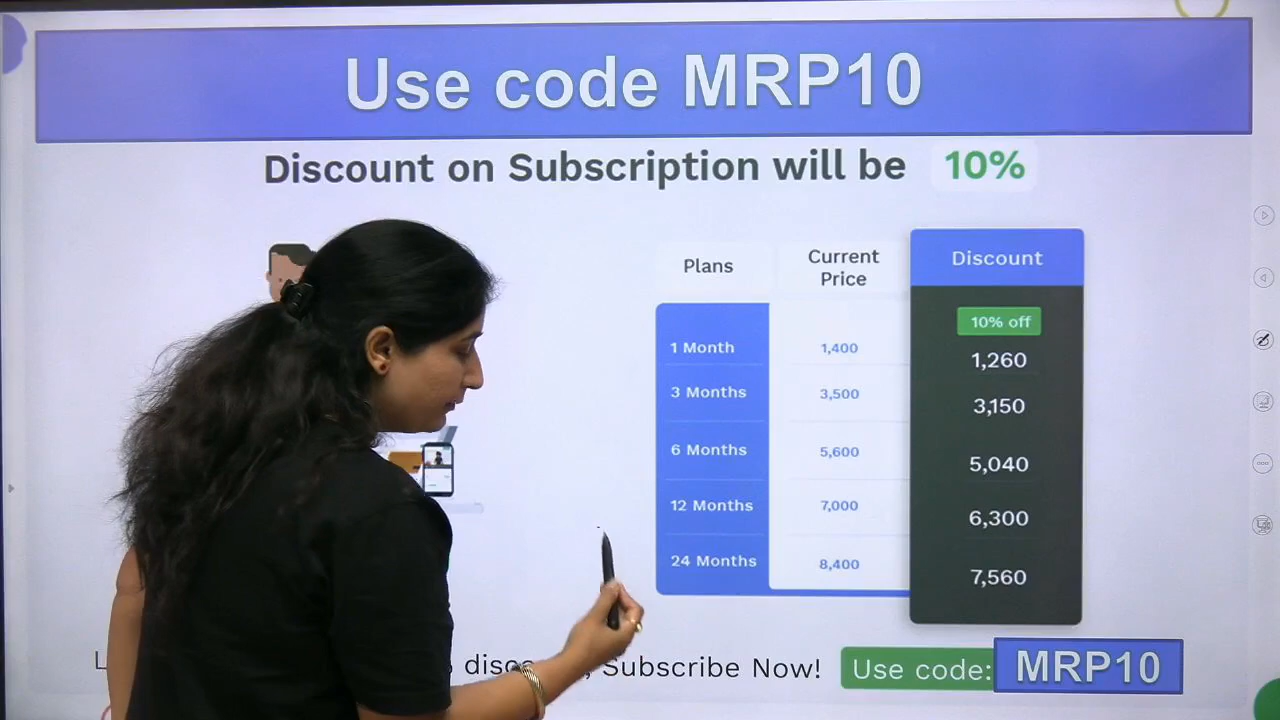 Use code MRP10
Discount on Subscription will be 10%
Plans Current Price Discount
10% off
1 Month 1,400 1,260
3 Months 3,500 3,150
6 Months 5,600 5,040
12 Months 7,000 6,300
24 Months 8,400 7,560
Subscribe Now! Use code: MRP10